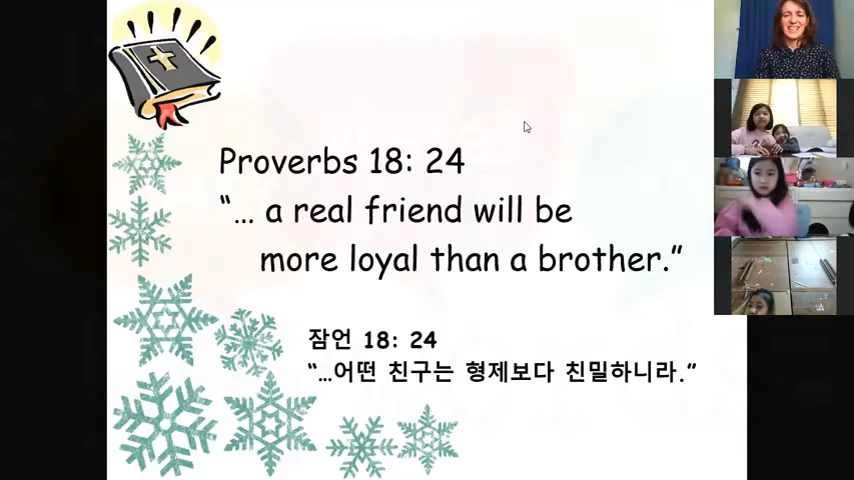 Proverbs 18: 24
“… a real friend will be
more loyal than a brother.”
잠언 18: 24
“…어떤 친구는 형제보다 친밀하니라.”